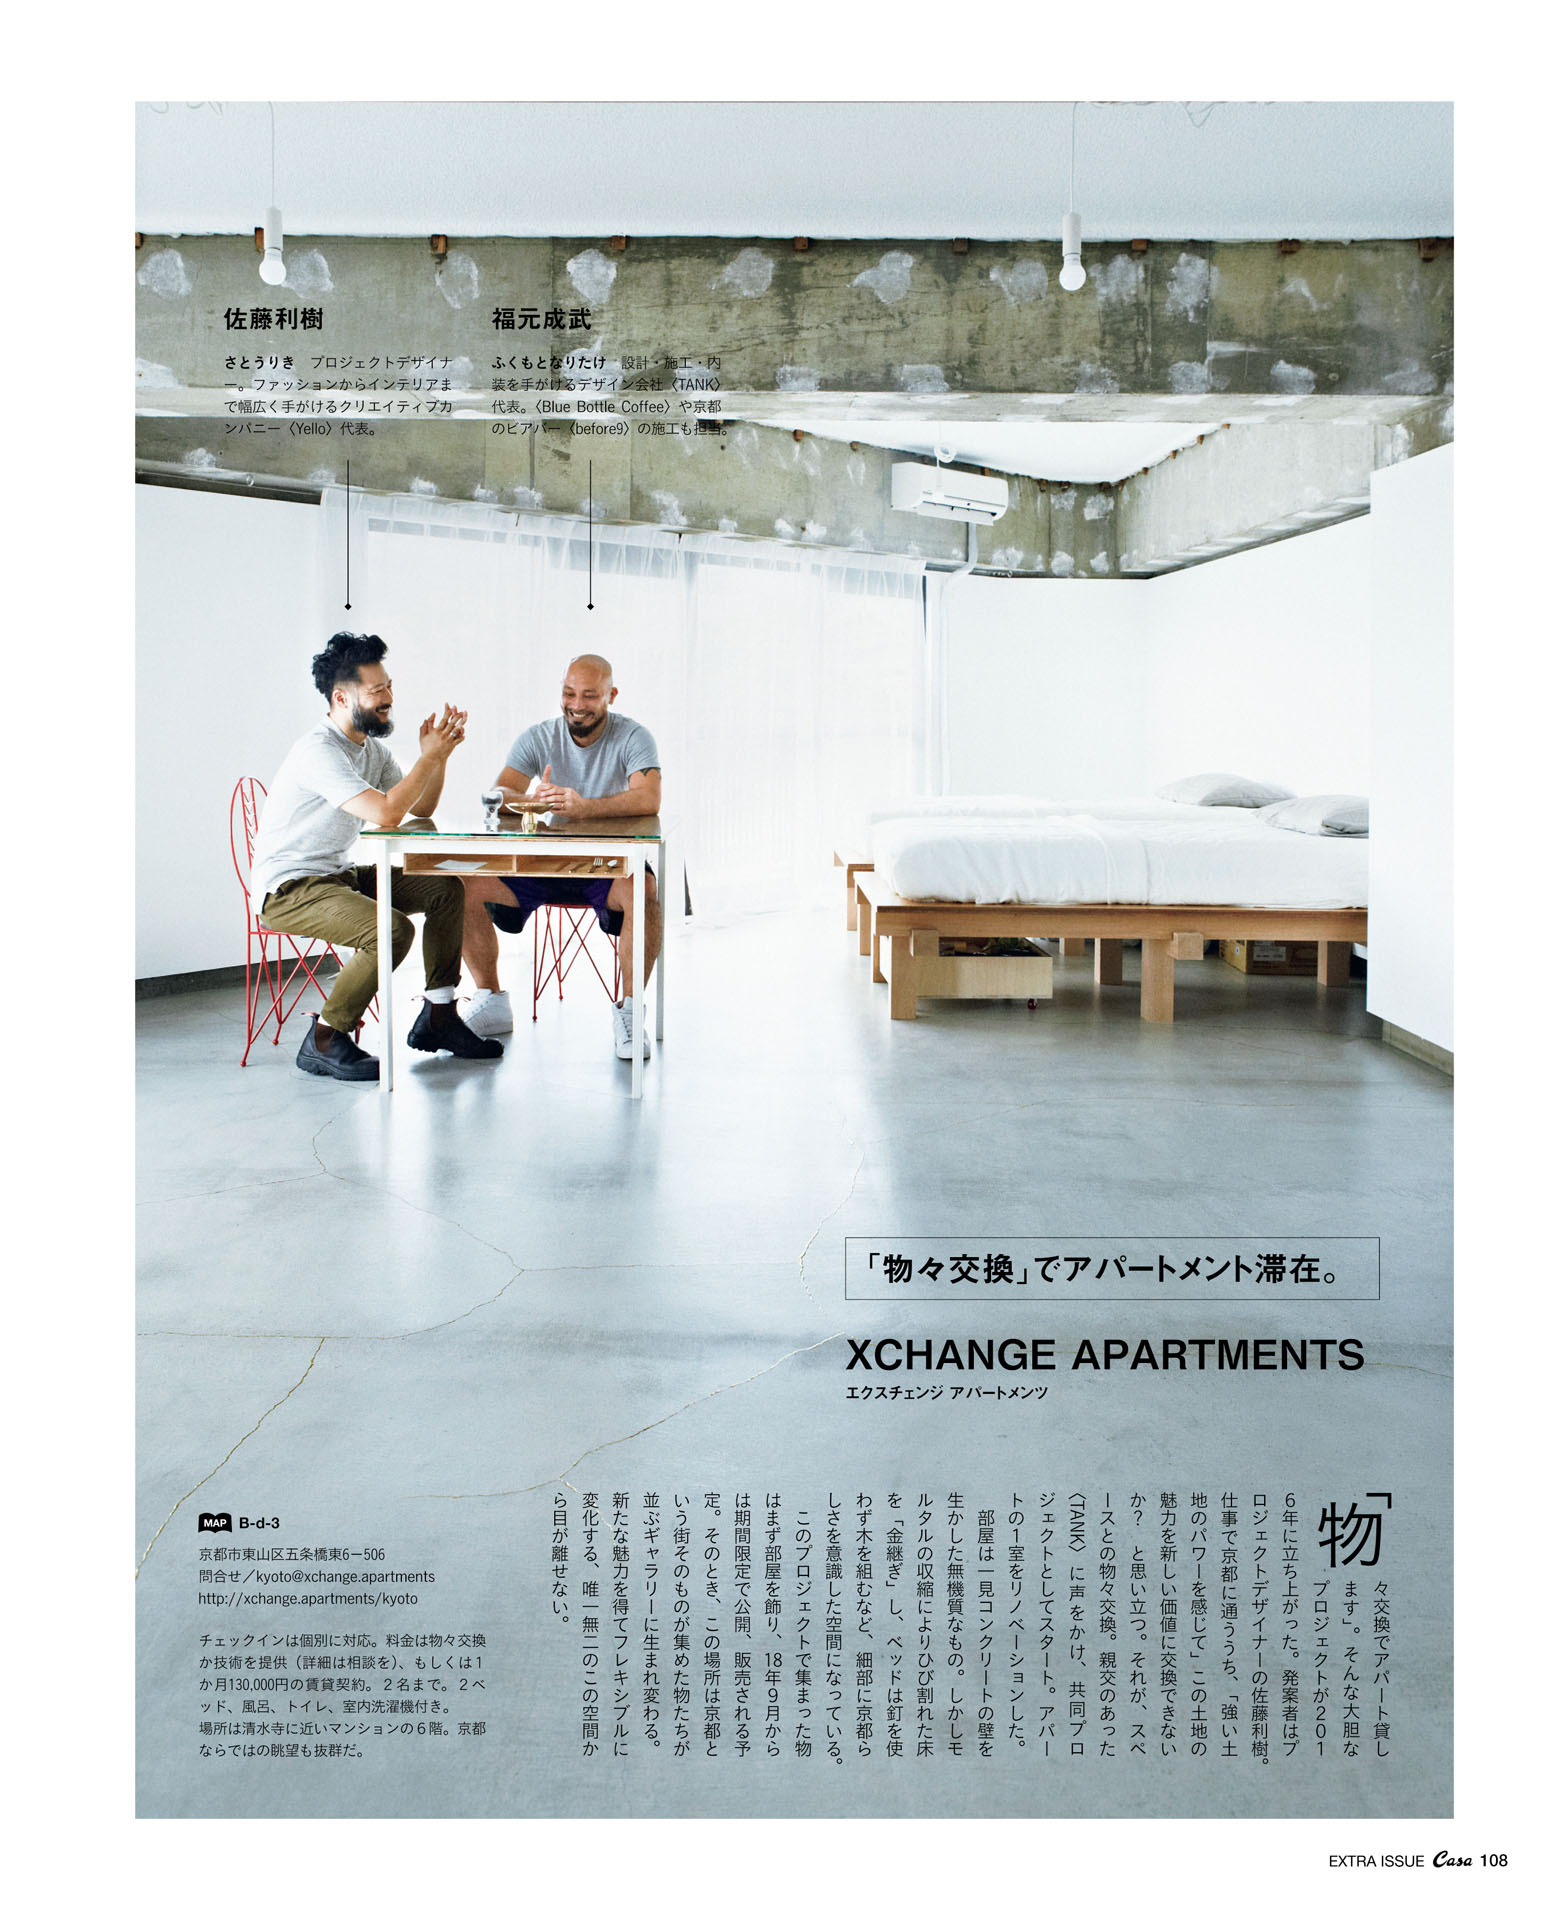 佐藤利樹
さとうりき　プロジェクトデザイナ
ー。ファッションからインテリアま
で幅広く手がけるクリエイティブカ
ンパニー〈Yello〉代表。
福元成武
ふくもとなりたけ　設計・施工・内
装を手がけるデザイン会社〈TANK〉
代表。〈Blue Bottle Coffee〉や京都
のビアバー〈before9〉の施工も担当。
「物々交換」でアパートメント滞在。
XCHANGE APARTMENTS
エクスチェンジ アパートメンツ
「物
々交換でアパート貸し
ます」。そんな大胆な
プロジェクトが201
6年に立ち上がった。発案者はプ
ロジェクトデザイナーの佐藤利樹。
仕事で京都に通ううち、「強い土
地のパワーを感じて」この土地の
魅力を新しい価値に交換できない
か？　と思い立つ。それが、スペ
ースとの物々交換。親交のあった
〈TANK〉に声をかけ、共同プロ
ジェクトとしてスタート。アパー
トの1室をリノベーションした。
部屋は一見コンクリートの壁を
生かした無機質なもの。しかしモ
ルタルの収縮によりひび割れた床
を「金継ぎ」し、ベッドは釘を使
わず木を組むなど、細部に京都ら
しさを意識した空間になっている。
このプロジェクトで集まった物
はまず部屋を飾り、18年9月から
は期間限定で公開、販売される予
定。そのとき、この場所は京都と
いう街そのものが集めた物たちが
並ぶギャラリーに生まれ変わる。
新たな魅力を得てフレキシブルに
変化する、唯一無二のこの空間か
ら目が離せない。
MAP B-d-3
京都市東山区五条橋東6－506
問合せ／kyoto@xchange.apartments
http://xchange.apartments/kyoto
チェックインは個別に対応。料金は物々交換
か技術を提供（詳細は相談を）、もしくは1
か月130,000円の賃貸契約。2名まで。2ベ
ッド、風呂、トイレ、室内洗濯機付き。
場所は清水寺に近いマンションの6階。京都
ならではの眺望も抜群だ。
EXTRA ISSUE Casa 108